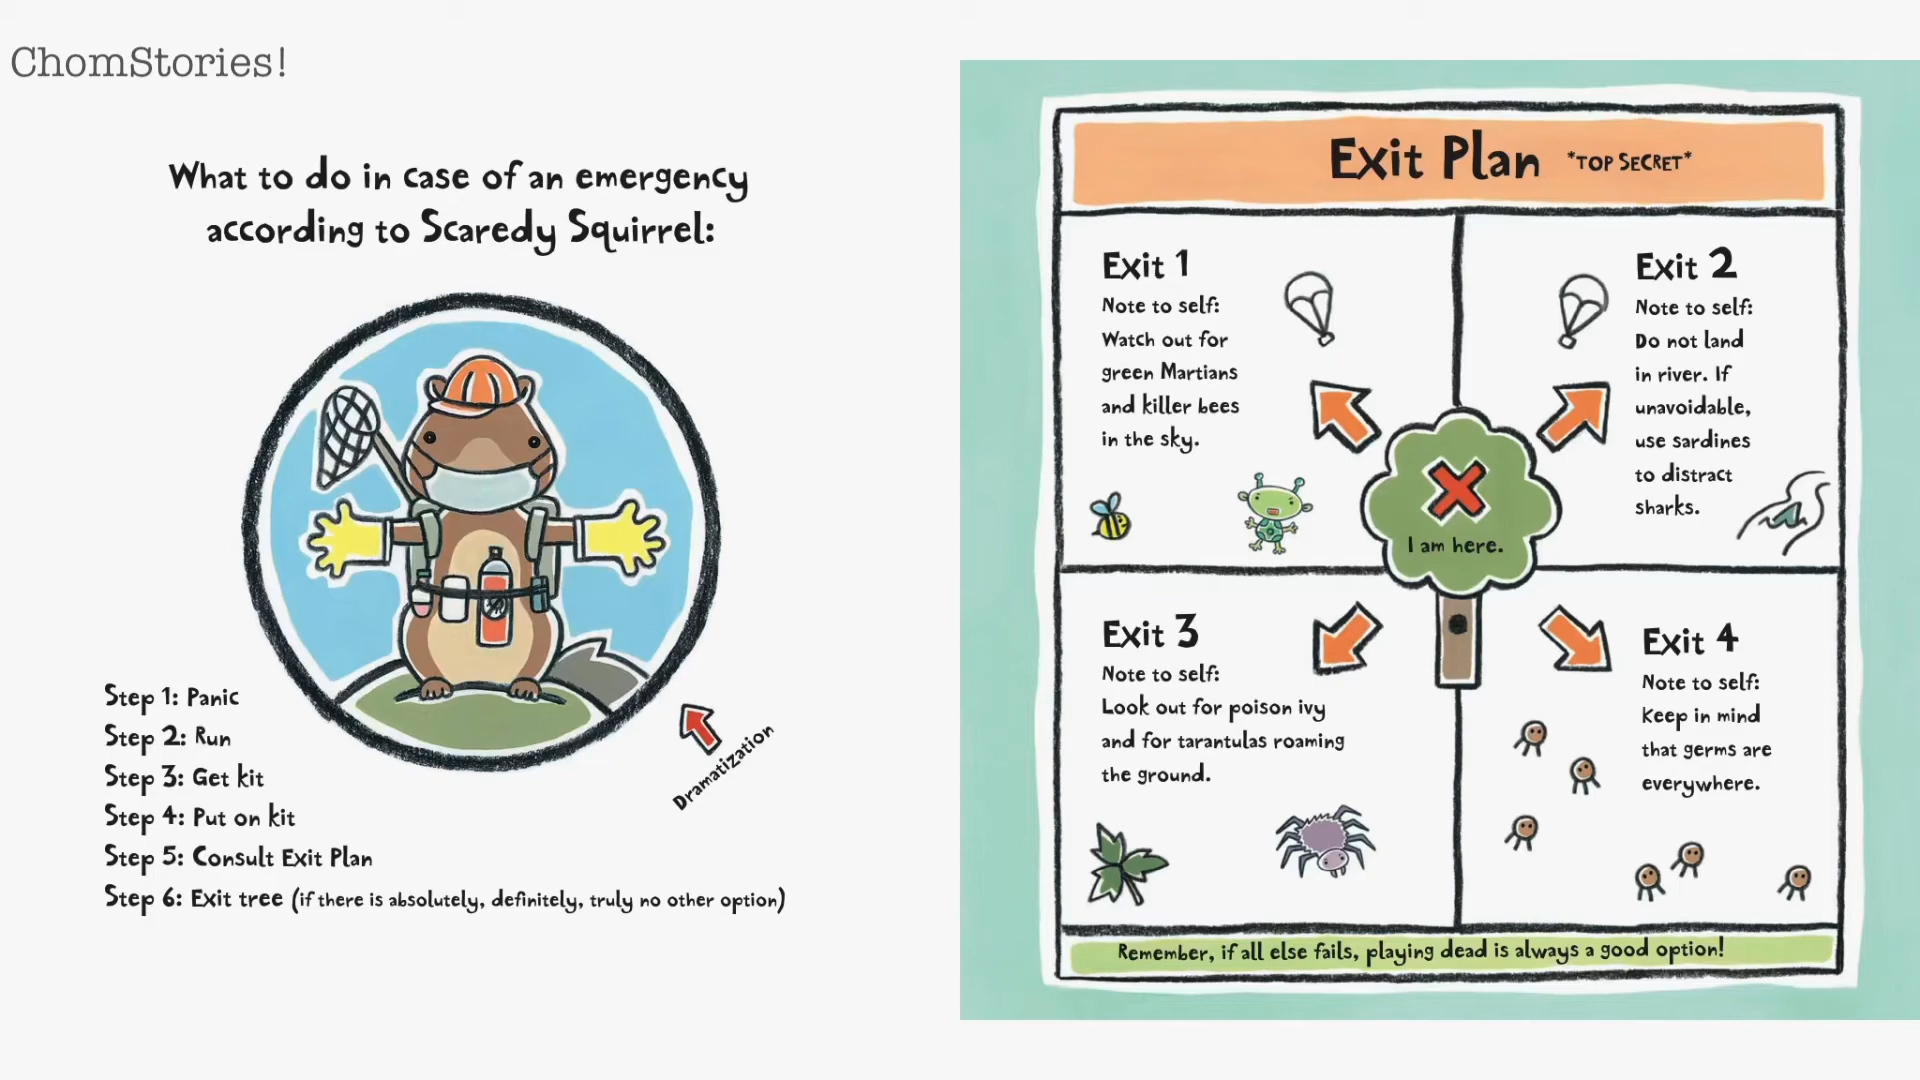 ChomStories!
What to do in case of an emergency
according to Scaredy Squirrel:
Step 1: Panic
Step 2: Run
Step 3: Get kit
Step 4: Put on kit
Step 5: Consult Exit Plan
Step 6: Exit tree (if there is absolutely, definitely, truly no other option)
Dramatization
Exit Plan *TOP SECRET*
Exit 1
Note to self:
Watch out for
green Martians
and killer bees
in the sky.
Exit 2
Note to self:
Do not land
in river. If
unavoidable,
use sardines
to distract
sharks.
I am here.
Exit 3
Note to self:
Look out for poison ivy
and for tarantulas roaming
the ground.
Exit 4
Note to self:
Keep in mind
that germs are
everywhere.
Remember, if all else fails, playing dead is always a good option!